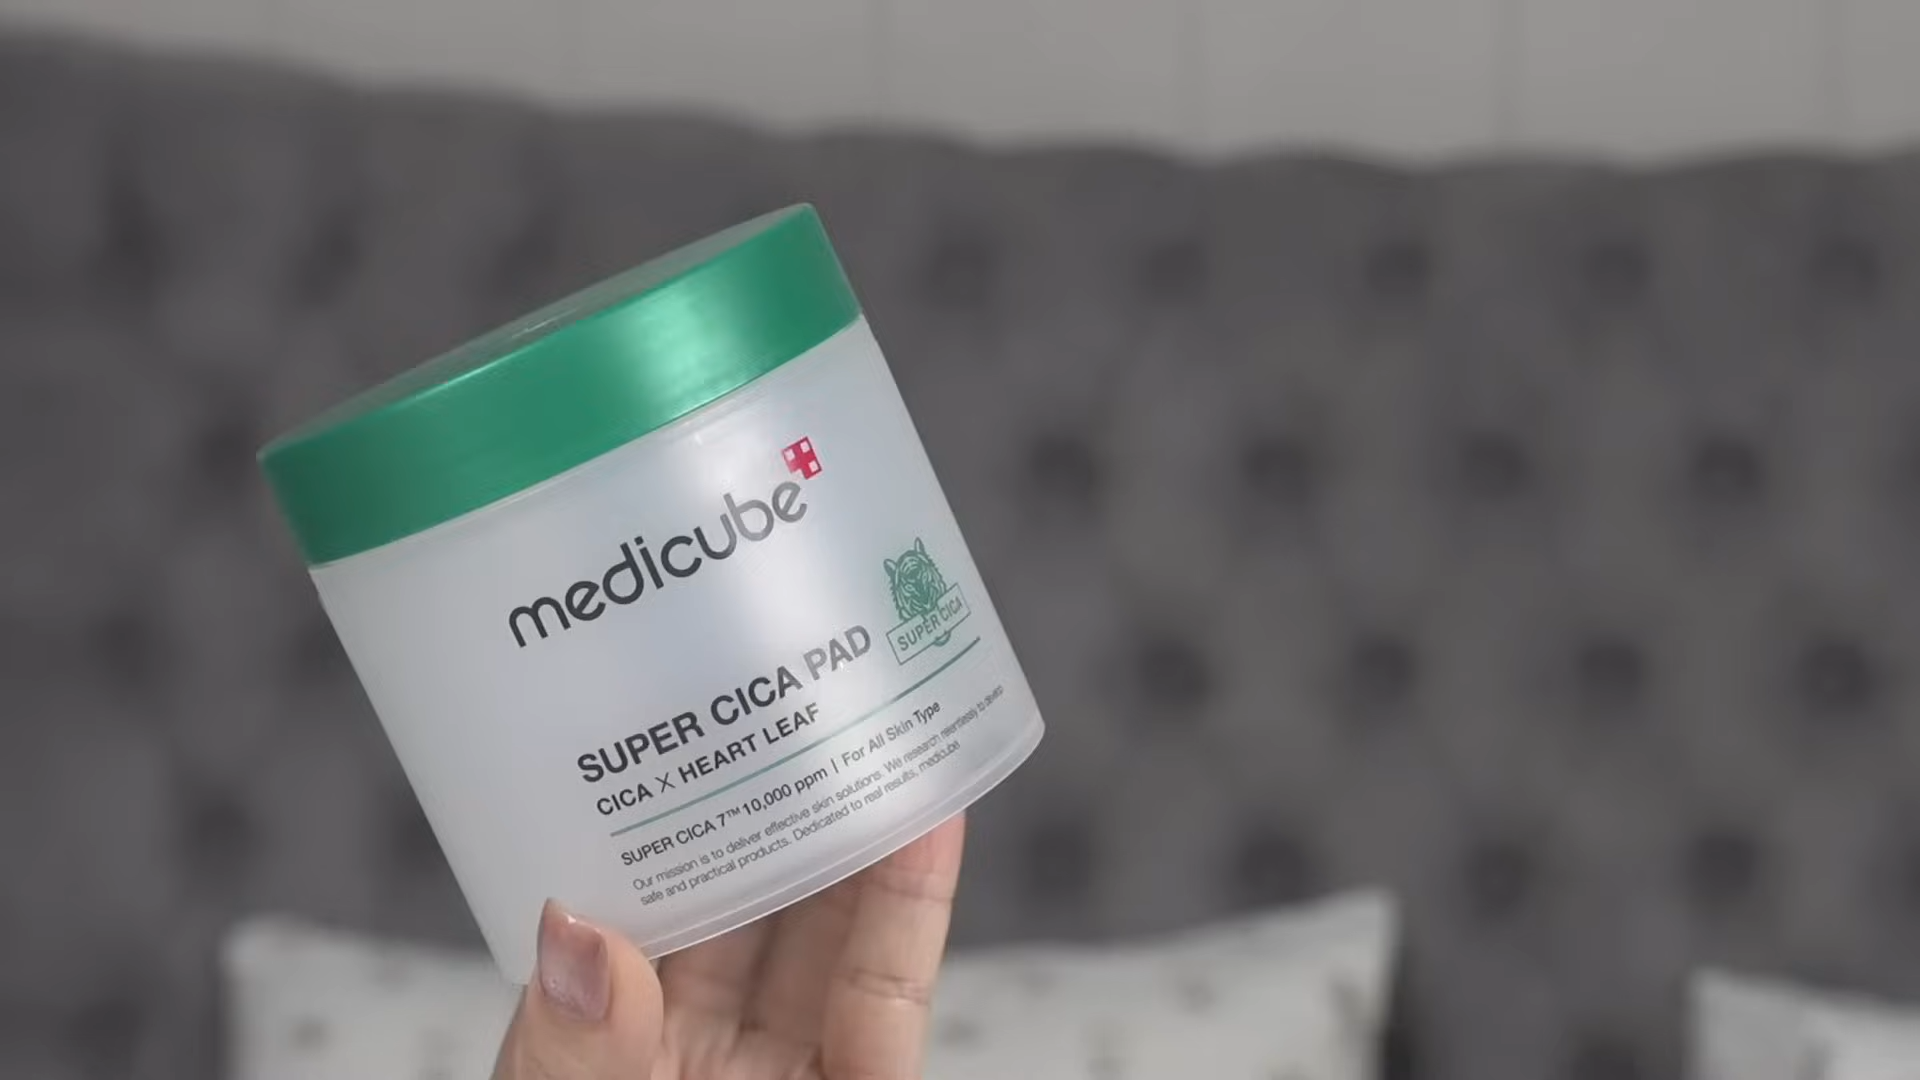 medicube
SUPER CICA PAD
CICA X HEART LEAF
SUPER CICA
SUPER CICA 7™ 10,000 ppm | For All Skin Type
Our mission is to deliver effective skin solutions. We research relentlessly to develop
safe and practical products. Dedicated to real results, medicube!